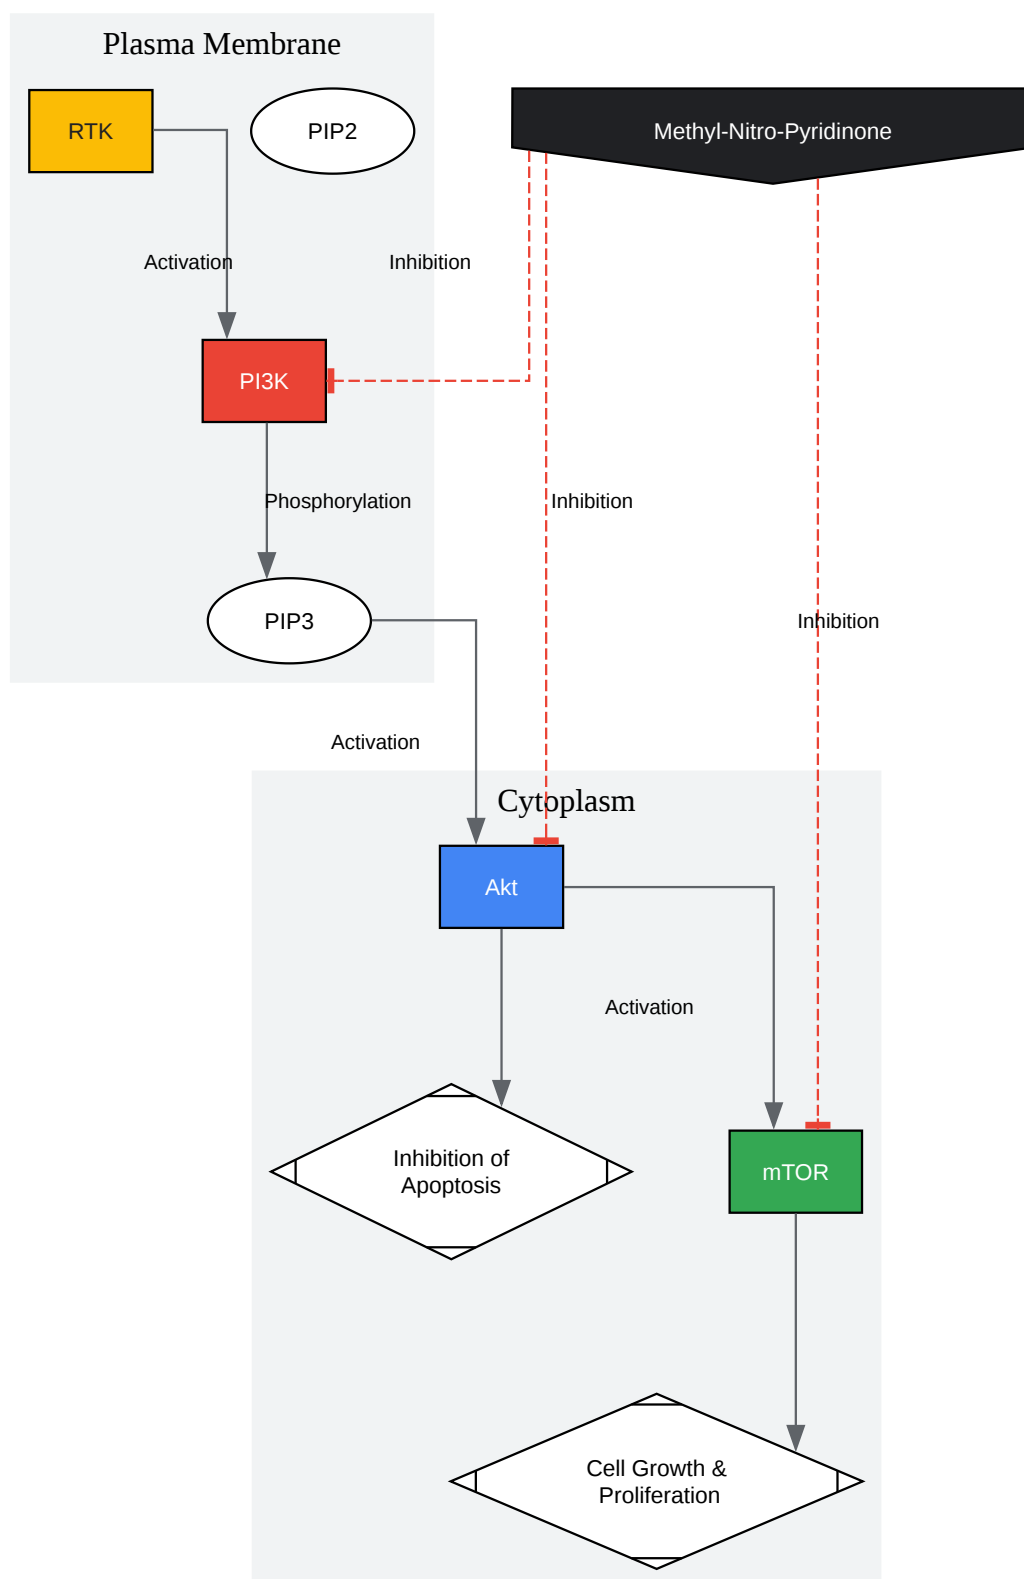 Plasma Membrane
RTK
PIP2
Methyl-Nitro-Pyridinone
Activation
Inhibition
PI3K
Phosphorylation
Inhibition
PIP3
Inhibition
Activation
Cytoplasm
Akt
Activation
Inhibition of
Apoptosis
mTOR
Cell Growth &
Proliferation